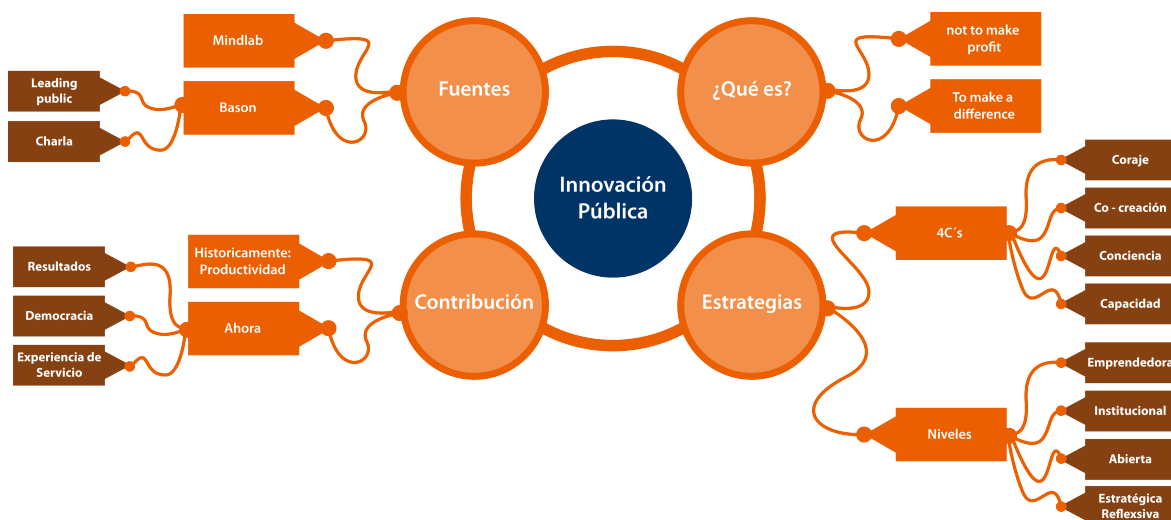 Innovación
Pública
Fuentes
Mindlab
Bason
Leading
public
Charla
¿Qué es?
not to make
profit
To make a
difference
Contribución
Historicamente:
Productividad
Ahora
Resultados
Democracia
Experiencia de
Servicio
Estrategias
4C´s
Coraje
Co - creación
Conciencia
Capacidad
Niveles
Emprendedora
Institucional
Abierta
Estratégica
Reflexsiva